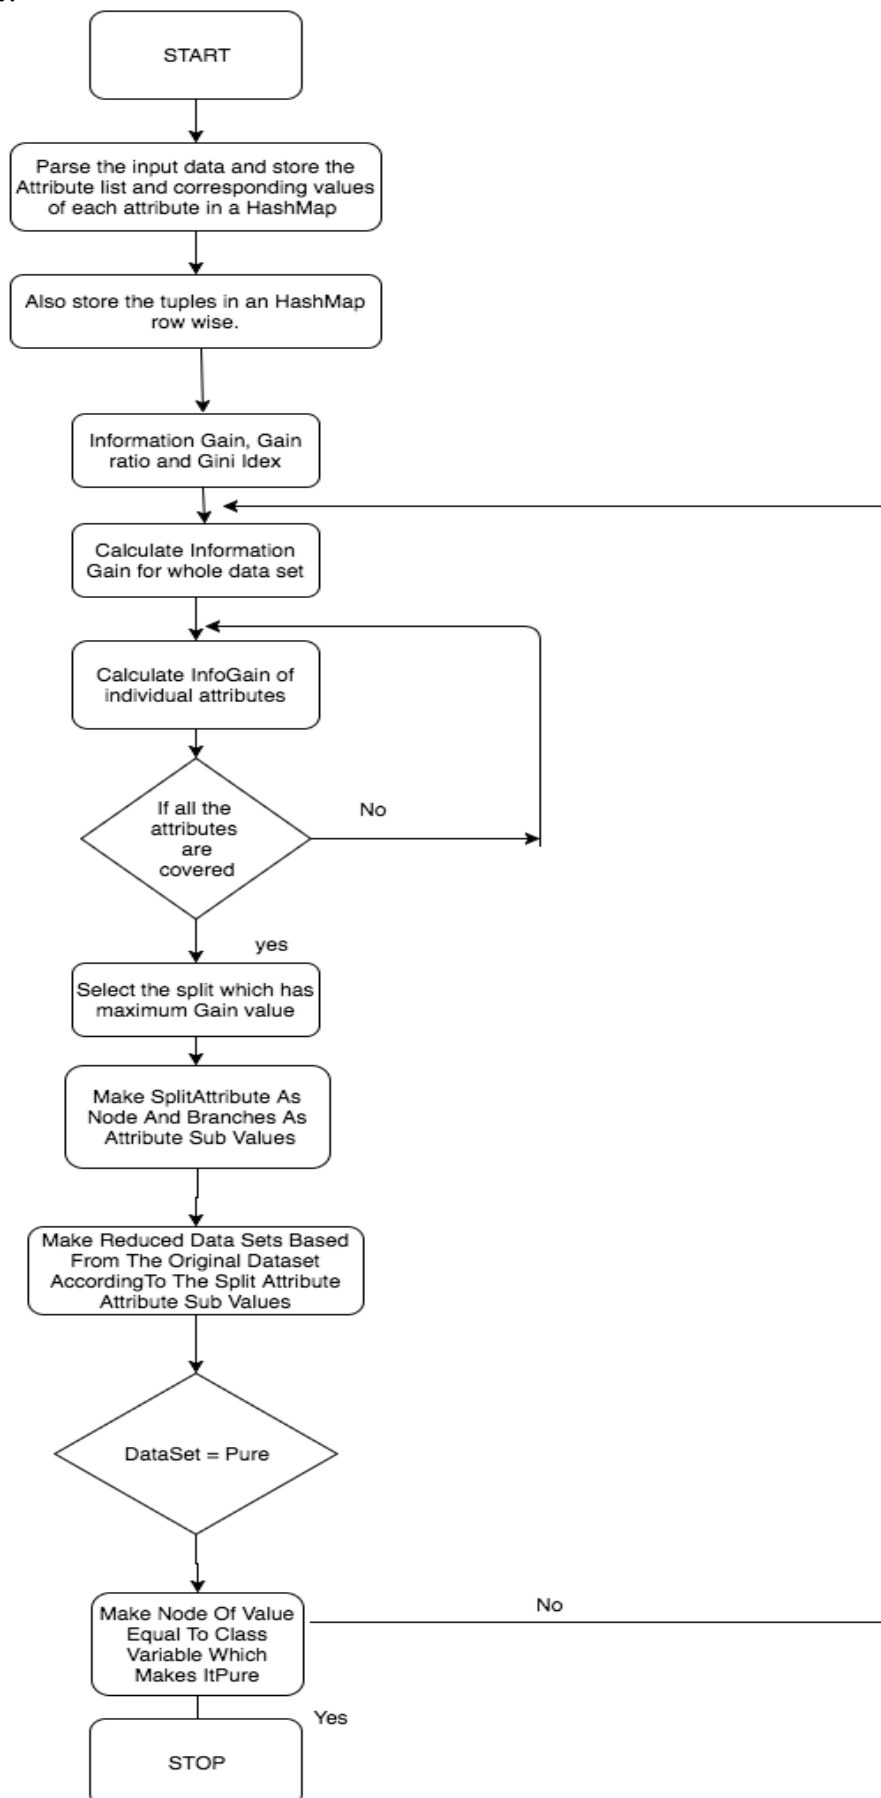 START
Parse the input data and store the
Attribute list and corresponding values
of each attribute in a HashMap
Also store the tuples in an HashMap
row wise.
Information Gain, Gain
ratio and Gini Idex
Calculate Information
Gain for whole data set
Calculate InfoGain of
individual attributes
If all the
attributes
are
covered
No
yes
Select the split which has
maximum Gain value
Make SplitAttribute As
Node And Branches As
Attribute Sub Values
Make Reduced Data Sets Based
From The Original Dataset
AccordingTo The Split Attribute
Attribute Sub Values
DataSet = Pure
Make Node Of Value
Equal To Class
Variable Which
Makes ItPure
No
Yes
STOP